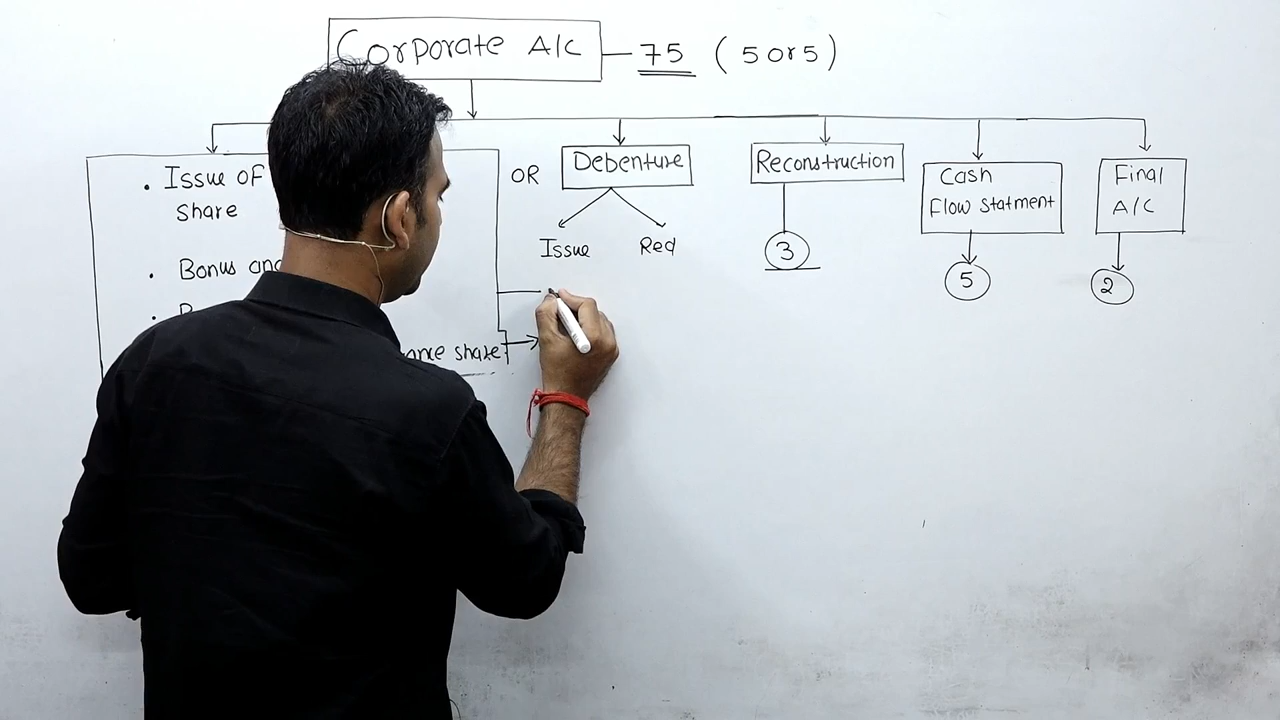 Corporate A/C — 75 (5 or 5)
Issue of
share
Bonus
share
OR
Debenture
Issue Red
Reconstruction
3
Cash
Flow Statment
5
Final
A/C
2